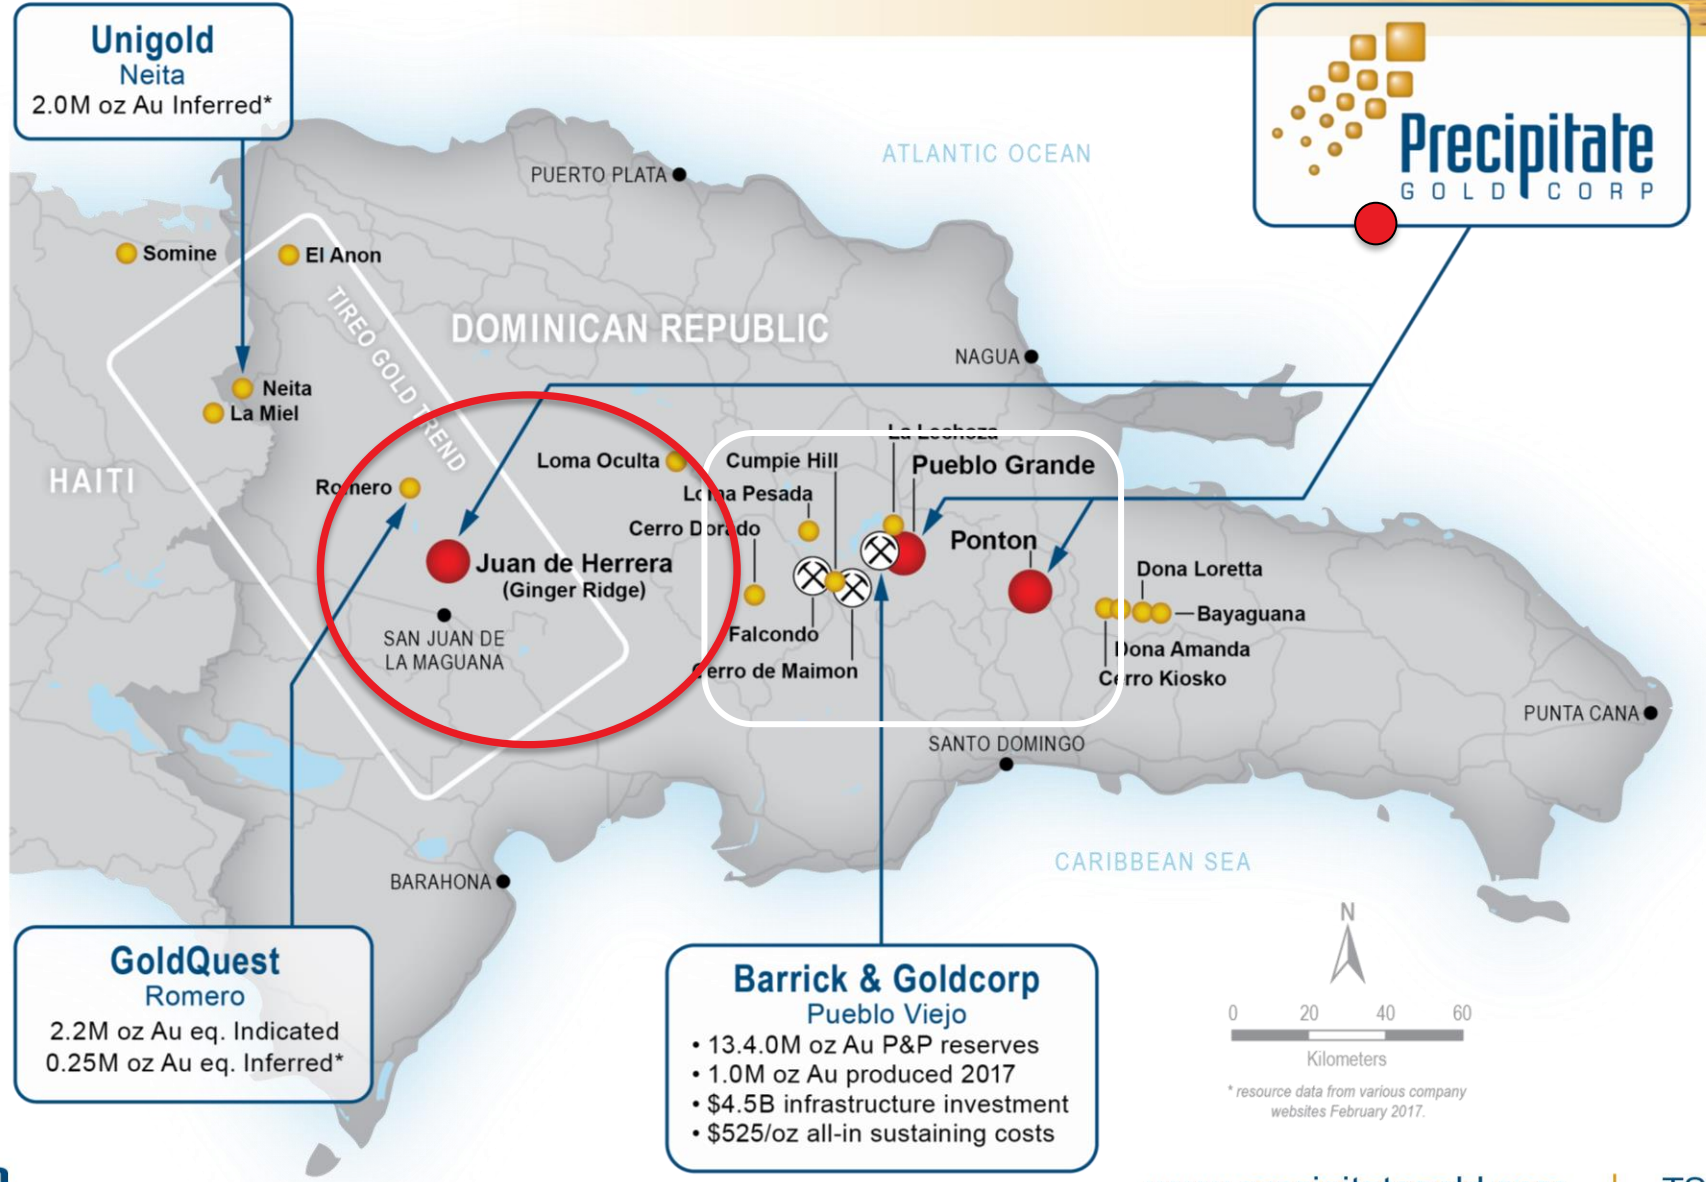 Unigold
Neita
2.0M oz Au Inferred*
Precipitate
GOLD CORP
ATLANTIC OCEAN
PUERTO PLATA
Somine
El Anon
TIREO GOLD TREND
DOMINICAN REPUBLIC
NAGUA
Neita
La Miel
HAITI
La Lechoza
Loma Oculta
Cumpie Hill
Pueblo Grande
Romero
Loma Pesada
Cerro Dorado
Ponton
Juan de Herrera
(Ginger Ridge)
Dona Loretta
Bayaguana
SAN JUAN DE
LA MAGUANA
Falcondo
Dona Amanda
Cerro de Maimon
Cerro Kiosko
PUNTA CANA
SANTO DOMINGO
CARIBBEAN SEA
BARAHONA
GoldQuest
Romero
2.2M oz Au eq. Indicated
0.25M oz Au eq. Inferred*
Barrick & Goldcorp
Pueblo Viejo
• 13.4.0M oz Au P&P reserves
• 1.0M oz Au produced 2017
• $4.5B infrastructure investment
• $525/oz all-in sustaining costs
N
0 20 40 60
Kilometers
* resource data from various company
websites February 2017.